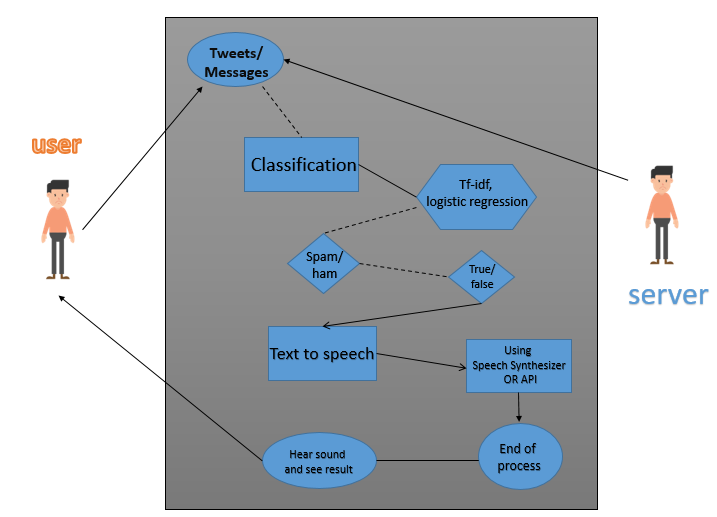 Tweets/
Messages
user
Classification
Tf-idf,
logistic regression
Spam/
ham
True/
false
server
Text to speech
Using
Speech Synthesizer
OR API
Hear sound
and see result
End of
process